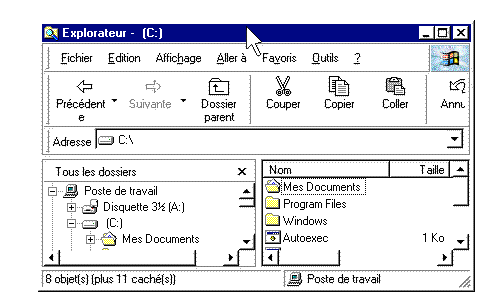 Explorateur - (C:)
Fichier Edition Affichage Aller à Favoris Outils ?
Précédent Suivante Dossier Couper Copier Coller Annu
e parent
Adresse C:\
Tous les dossiers x Nom Taille
Poste de travail Mes Documents
Disquette 3½ (A:) Program Files
(C:) Windows
Mes Documents Autoexec 1 Ko
8 objet(s) (plus 11 caché(s)) Poste de travail